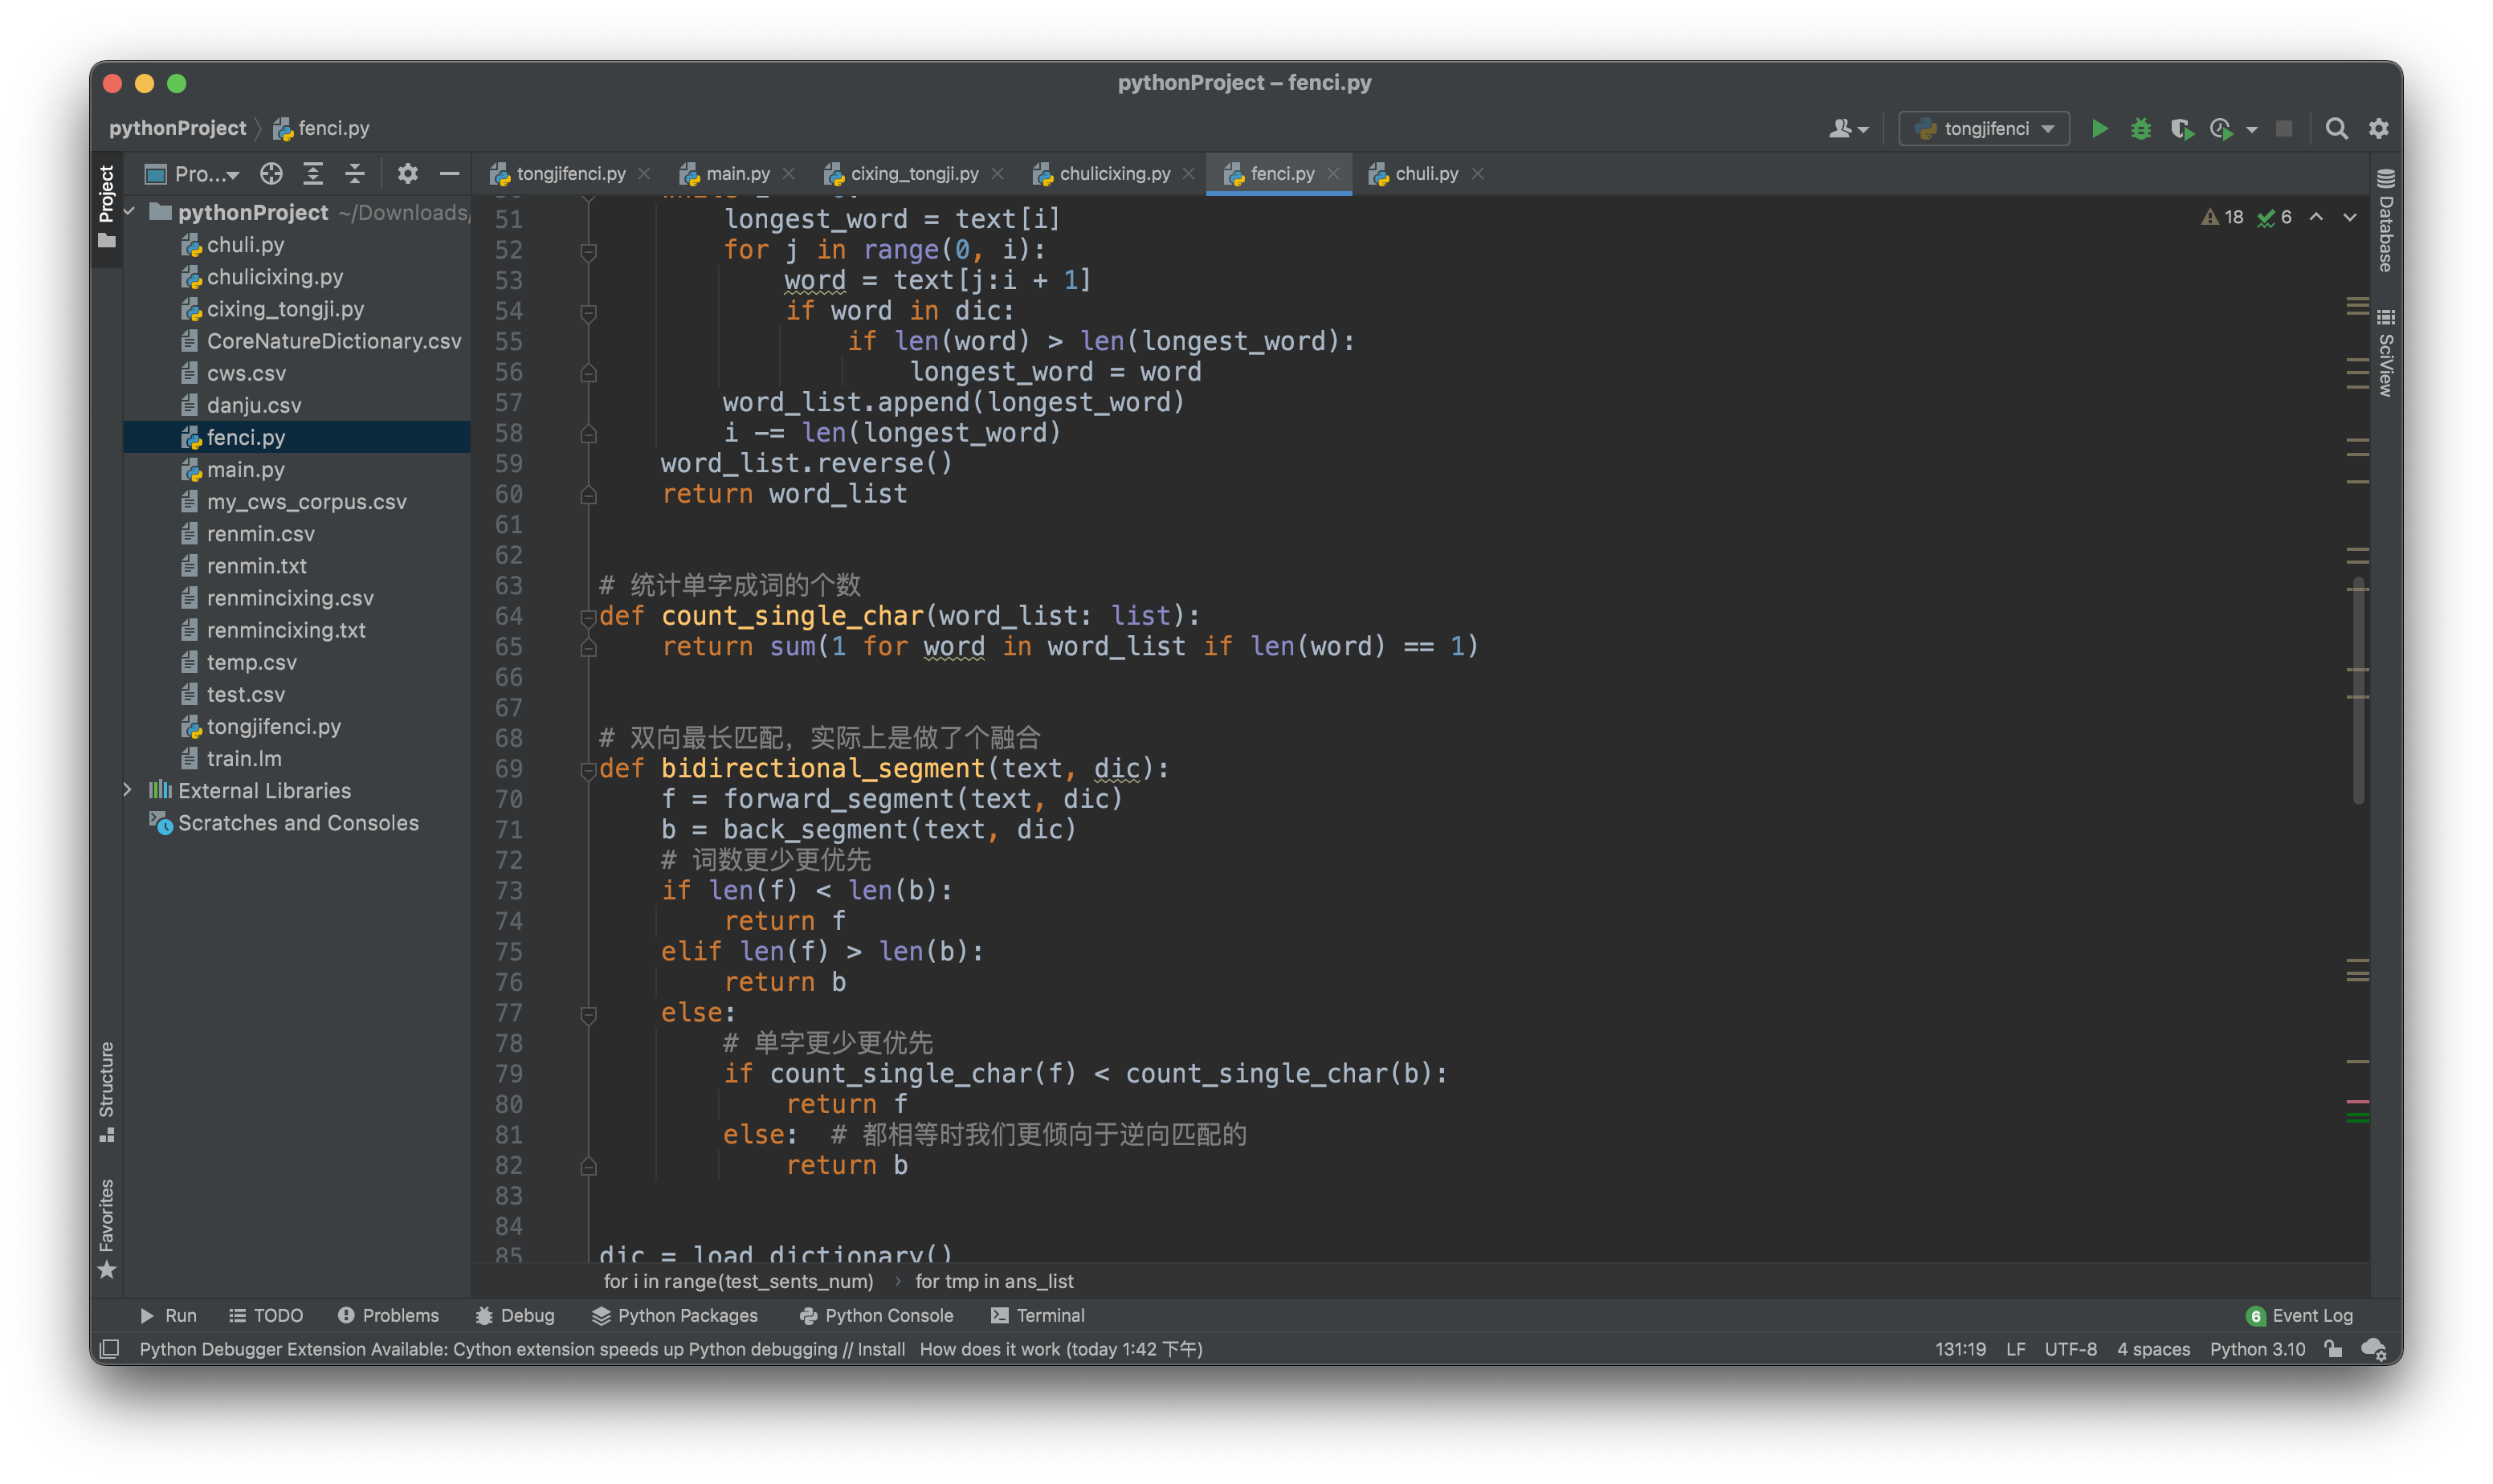 pythonProject – fenci.py
pythonProject fenci.py
tongjifenci
Project
Pro...
tongjifenci.py
main.py
cixing_tongji.py
chulicixing.py
fenci.py
chuli.py
pythonProject ~/Downloads/
chuli.py
chulicixing.py
cixing_tongji.py
CoreNatureDictionary.csv
cws.csv
danju.csv
fenci.py
main.py
my_cws_corpus.csv
renmin.csv
renmin.txt
renmincixing.csv
renmincixing.txt
temp.csv
test.csv
tongjifenci.py
train.lm
External Libraries
Scratches and Consoles
Structure
Favorites
18 6
51 longest_word = text[i]
52 for j in range(0, i):
53 word = text[j:i + 1]
54 if word in dic:
55 if len(word) > len(longest_word):
56 longest_word = word
57 word_list.append(longest_word)
58 i -= len(longest_word)
59 word_list.reverse()
60 return word_list
61
62
63 # 统计单字成词的个数
64 def count_single_char(word_list: list):
65 return sum(1 for word in word_list if len(word) == 1)
66
67
68 # 双向最长匹配，实际上是做了个融合
69 def bidirectional_segment(text, dic):
70 f = forward_segment(text, dic)
71 b = back_segment(text, dic)
72 # 词数更少更优先
73 if len(f) < len(b):
74 return f
75 elif len(f) > len(b):
76 return b
77 else:
78 # 单字更少更优先
79 if count_single_char(f) < count_single_char(b):
80 return f
81 else: # 都相等时我们更倾向于逆向匹配的
82 return b
83
84
85 dic = load_dictionary()
for i in range(test_sents_num) › for tmp in ans_list
Database
SciView
Run TODO Problems Debug Python Packages Python Console Terminal 6 Event Log
Python Debugger Extension Available: Cython extension speeds up Python debugging // Install How does it work (today 1:42 下午) 131:19 LF UTF-8 4 spaces Python 3.10